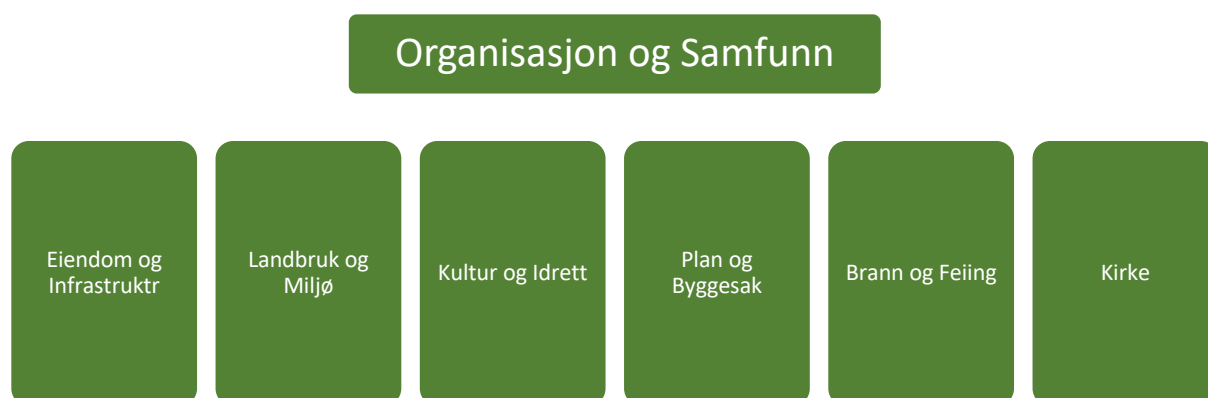 Organisasjon og Samfunn
Eiendom og
Infrastruktr
Landbruk og
Miljø
Kultur og Idrett
Plan og
Byggesak
Brann og Feiing
Kirke